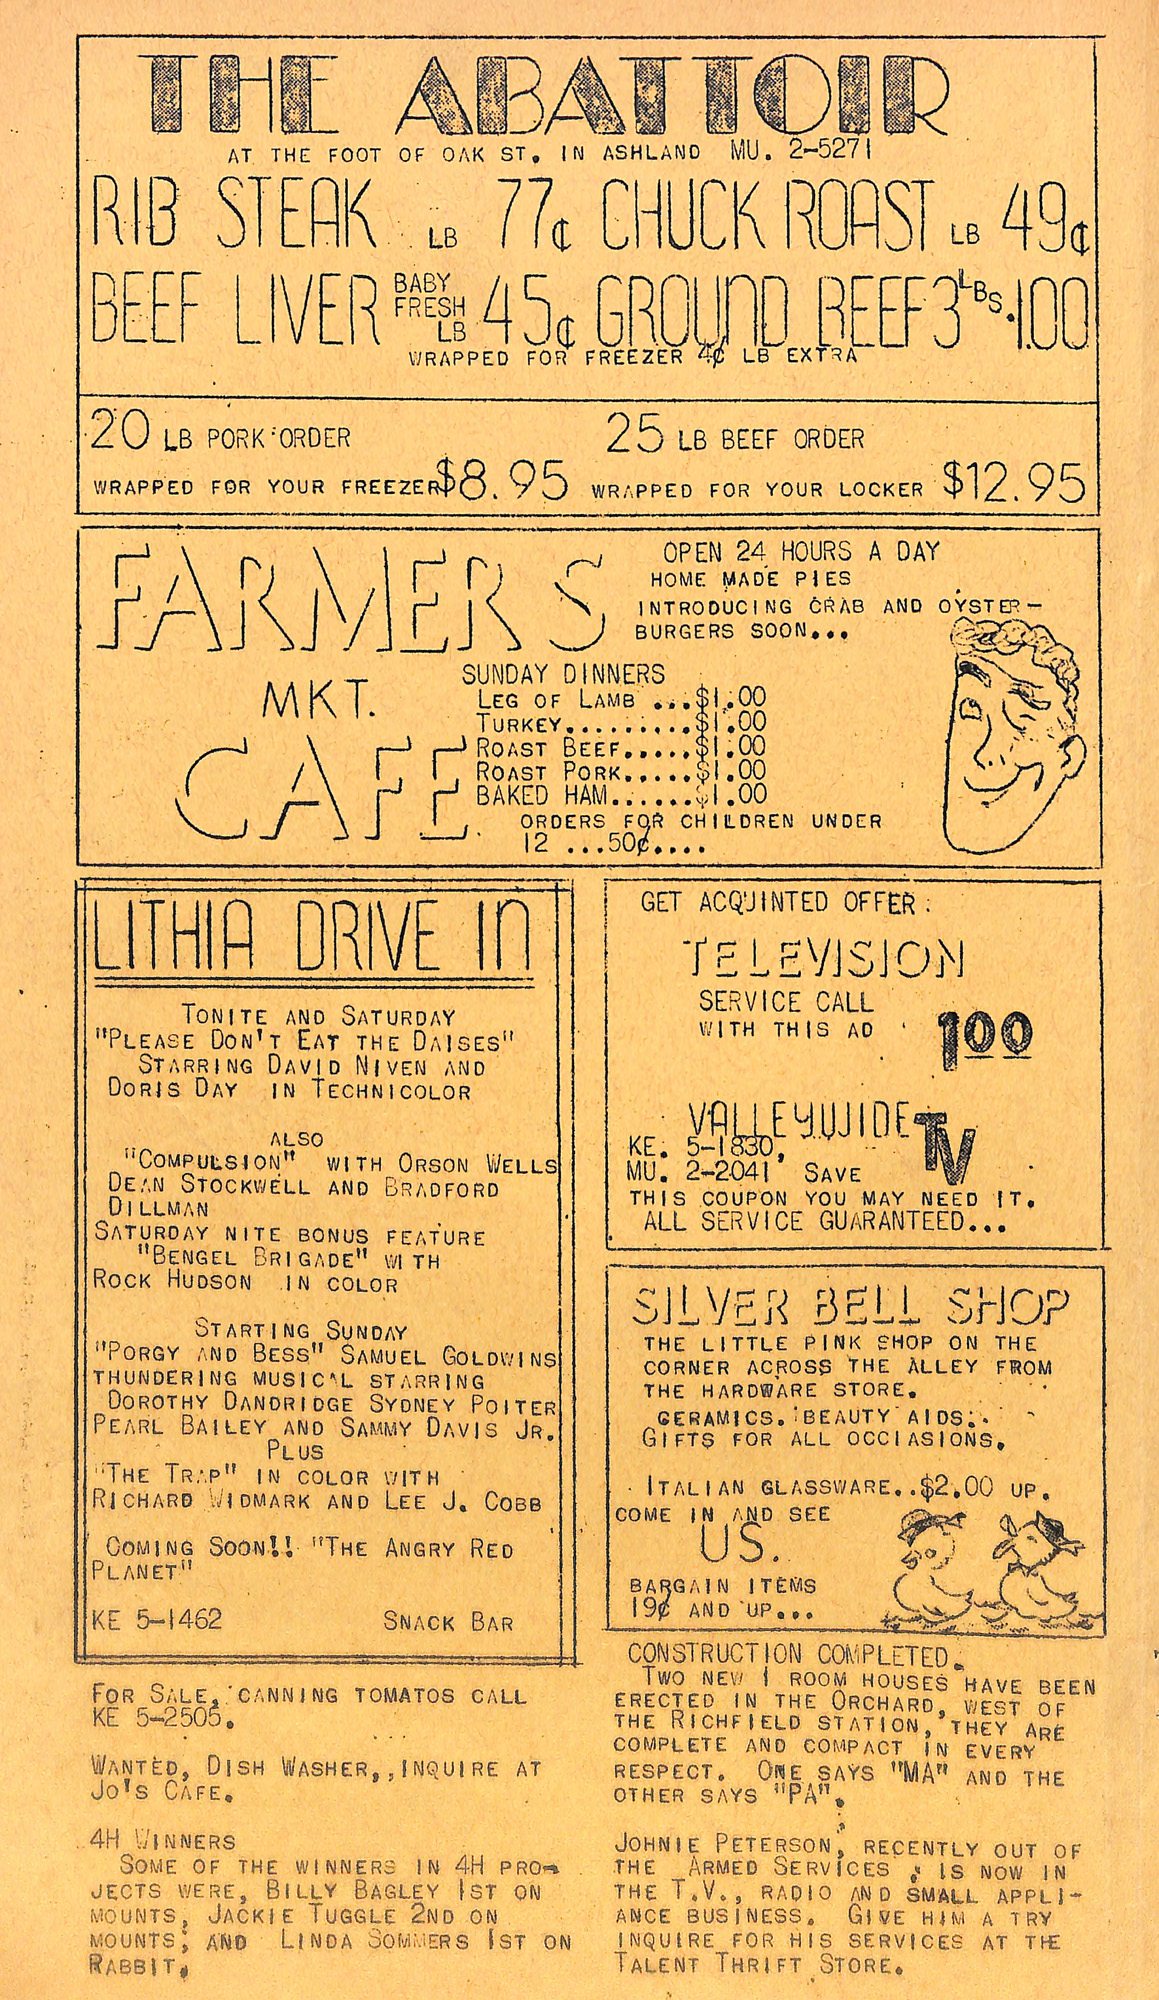 THE ABATTOIR
AT THE FOOT OF OAK ST. IN ASHLAND MU. 2-5271
RIB STEAK LB 77¢ CHUCK ROAST LB 49¢
BEEF LIVER BABY FRESH LB 45¢ GROUND BEEF 3 LBS. 1.00
WRAPPED FOR FREEZER 4¢ LB EXTRA
20 LB PORK ORDER
WRAPPED FOR YOUR FREEZER $8.95
25 LB BEEF ORDER
WRAPPED FOR YOUR LOCKER $12.95
FARMERS
MKT.
CAFE
OPEN 24 HOURS A DAY
HOME MADE PIES
INTRODUCING CRAB AND OYSTER-
BURGERS SOON...
SUNDAY DINNERS
LEG OF LAMB ...$1.00
TURKEY.........$1.00
ROAST BEEF.....$1.00
ROAST PORK.....$1.00
BAKED HAM......$1.00
ORDERS FOR CHILDREN UNDER
12 ...50¢....
LITHIA DRIVE IN
TONITE AND SATURDAY
"PLEASE DON'T EAT THE DAISES"
STARRING DAVID NIVEN AND
DORIS DAY IN TECHNICOLOR
ALSO
"COMPULSION" WITH ORSON WELLS
DEAN STOCKWELL AND BRADFORD
DILLMAN
SATURDAY NITE BONUS FEATURE
"BENGEL BRIGADE" WITH
ROCK HUDSON IN COLOR
STARTING SUNDAY
"PORGY AND BESS" SAMUEL GOLDWINS
THUNDERING MUSICAL STARRING
DOROTHY DANDRIDGE SYDNEY POITER
PEARL BAILEY AND SAMMY DAVIS JR.
PLUS
"THE TRAP" IN COLOR WITH
RICHARD WIDMARK AND LEE J. COBB
COMING SOON!! "THE ANGRY RED
PLANET"
KE 5-1462 SNACK BAR
GET ACQUINTED OFFER:
TELEVISION
SERVICE CALL
WITH THIS AD 1.00
VALLEYWIDE TV
KE. 5-1830,
MU. 2-2041 SAVE
THIS COUPON YOU MAY NEED IT.
ALL SERVICE GUARANTEED...
SILVER BELL SHOP
THE LITTLE PINK SHOP ON THE
CORNER ACROSS THE ALLEY FROM
THE HARDWARE STORE.
CERAMICS. BEAUTY AIDS.
GIFTS FOR ALL OCCIASIONS.
ITALIAN GLASSWARE..$2.00 UP.
COME IN AND SEE
US.
BARGAIN ITEMS
19¢ AND UP...
FOR SALE, CANNING TOMATOS CALL
KE 5-2505.
WANTED, DISH WASHER,,INQUIRE AT
JO'S CAFE.
4H WINNERS
SOME OF THE WINNERS IN 4H PRO-
JECTS WERE, BILLY BAGLEY 1ST ON
MOUNTS, JACKIE TUGGLE 2ND ON
MOUNTS; AND LINDA SOMMERS 1ST ON
RABBIT.
CONSTRUCTION COMPLETED.
TWO NEW 1 ROOM HOUSES HAVE BEEN
ERECTED IN THE ORCHARD, WEST OF
THE RICHFIELD STATION, THEY ARE
COMPLETE AND COMPACT IN EVERY
RESPECT. ONE SAYS "MA" AND THE
OTHER SAYS "PA".
JOHNIE PETERSON, RECENTLY OUT OF
THE ARMED SERVICES, IS NOW IN
THE T.V., RADIO AND SMALL APPLI-
ANCE BUSINESS. GIVE HIM A TRY
INQUIRE FOR HIS SERVICES AT THE
TALENT THRIFT STORE.